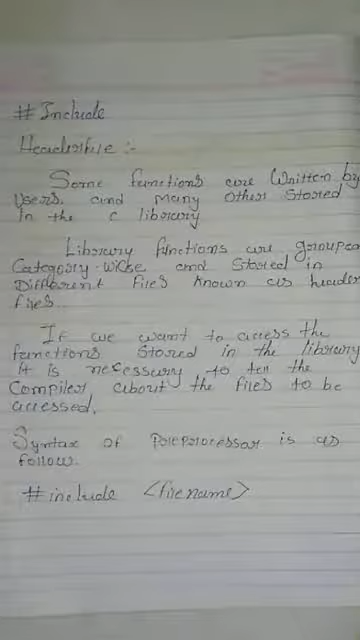 # Include
Headerfile :-
Some functions are Written by
Users. and many other Stored
in the C library
Library functions are grouped
Category-wise and Stored in
Different Files known as header
files
If we want to access the
functions Stored in the library
it is necessary, to tell the
Compiler about the files to be
accessed.
Syntax of Preprocessor is as
follow.
#include <filename>